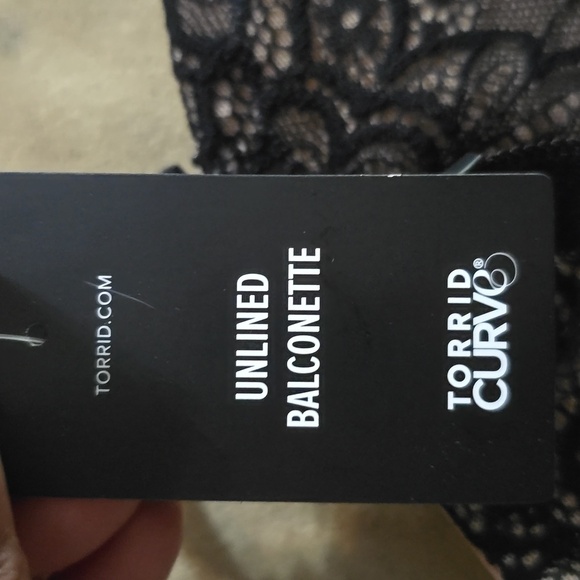 TORRID
CURVE®
UNLINED
BALCONETTE
TORRID.COM